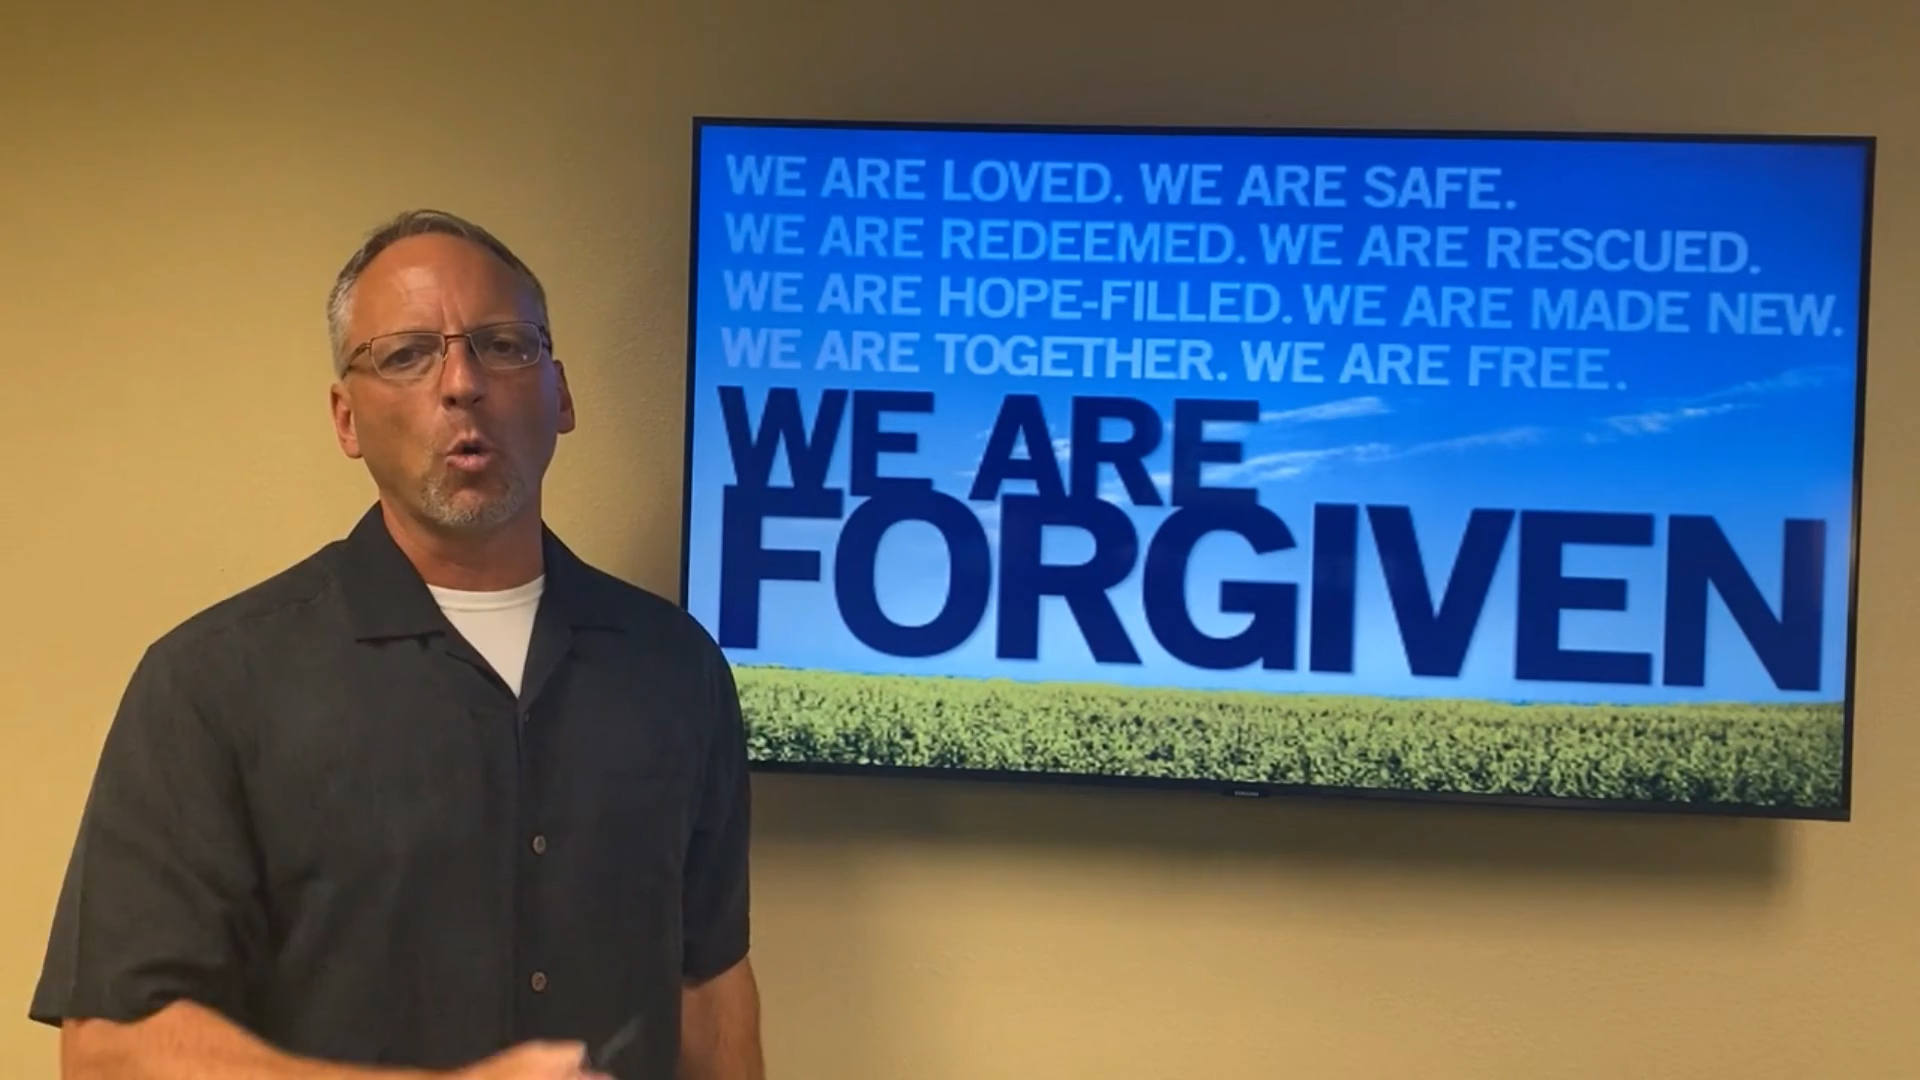 WE ARE LOVED. WE ARE SAFE.
WE ARE REDEEMED. WE ARE RESCUED.
WE ARE HOPE-FILLED. WE ARE MADE NEW.
WE ARE TOGETHER. WE ARE FREE.
WE ARE
FORGIVEN
SAMSUNG